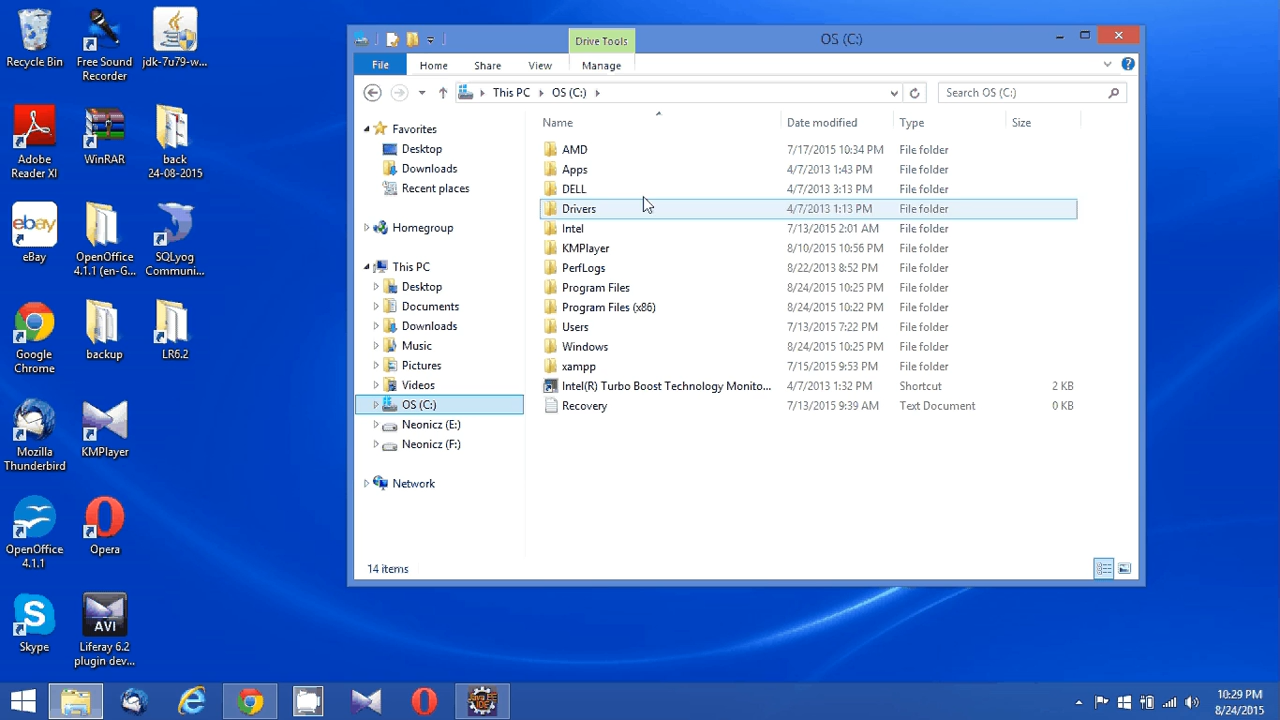 Recycle Bin
Free Sound
Recorder
jdk-7u79-w...
Adobe
Reader XI
WinRAR
back
24-08-2015
ebay
eBay
OpenOffice
4.1.1 (en-G...
SQLyog
Communi...
Google
Chrome
backup
LR6.2
Mozilla
Thunderbird
KMPlayer
OpenOffice
4.1.1
Opera
Skype
AVI
Liferay 6.2
plugin dev...
Drive Tools
OS (C:)
File
Home
Share
View
Manage
This PC
OS (C:)
Search OS (C:)
Favorites
Desktop
Downloads
Recent places
Homegroup
This PC
Desktop
Documents
Downloads
Music
Pictures
Videos
OS (C:)
Neonicz (E:)
Neonicz (F:)
Network
Name Date modified Type Size
AMD 7/17/2015 10:34 PM File folder
Apps 4/7/2013 1:43 PM File folder
DELL 4/7/2013 3:13 PM File folder
Drivers 4/7/2013 1:13 PM File folder
Intel 7/13/2015 2:01 AM File folder
KMPlayer 8/10/2015 10:56 PM File folder
PerfLogs 8/22/2013 8:52 PM File folder
Program Files 8/24/2015 10:25 PM File folder
Program Files (x86) 8/24/2015 10:22 PM File folder
Users 7/13/2015 7:22 PM File folder
Windows 8/24/2015 10:25 PM File folder
xampp 7/15/2015 9:53 PM File folder
Intel(R) Turbo Boost Technology Monito... 4/7/2013 1:32 PM Shortcut 2 KB
Recovery 7/13/2015 9:39 AM Text Document 0 KB
14 items
Java EE
IDE
10:29 PM
8/24/2015